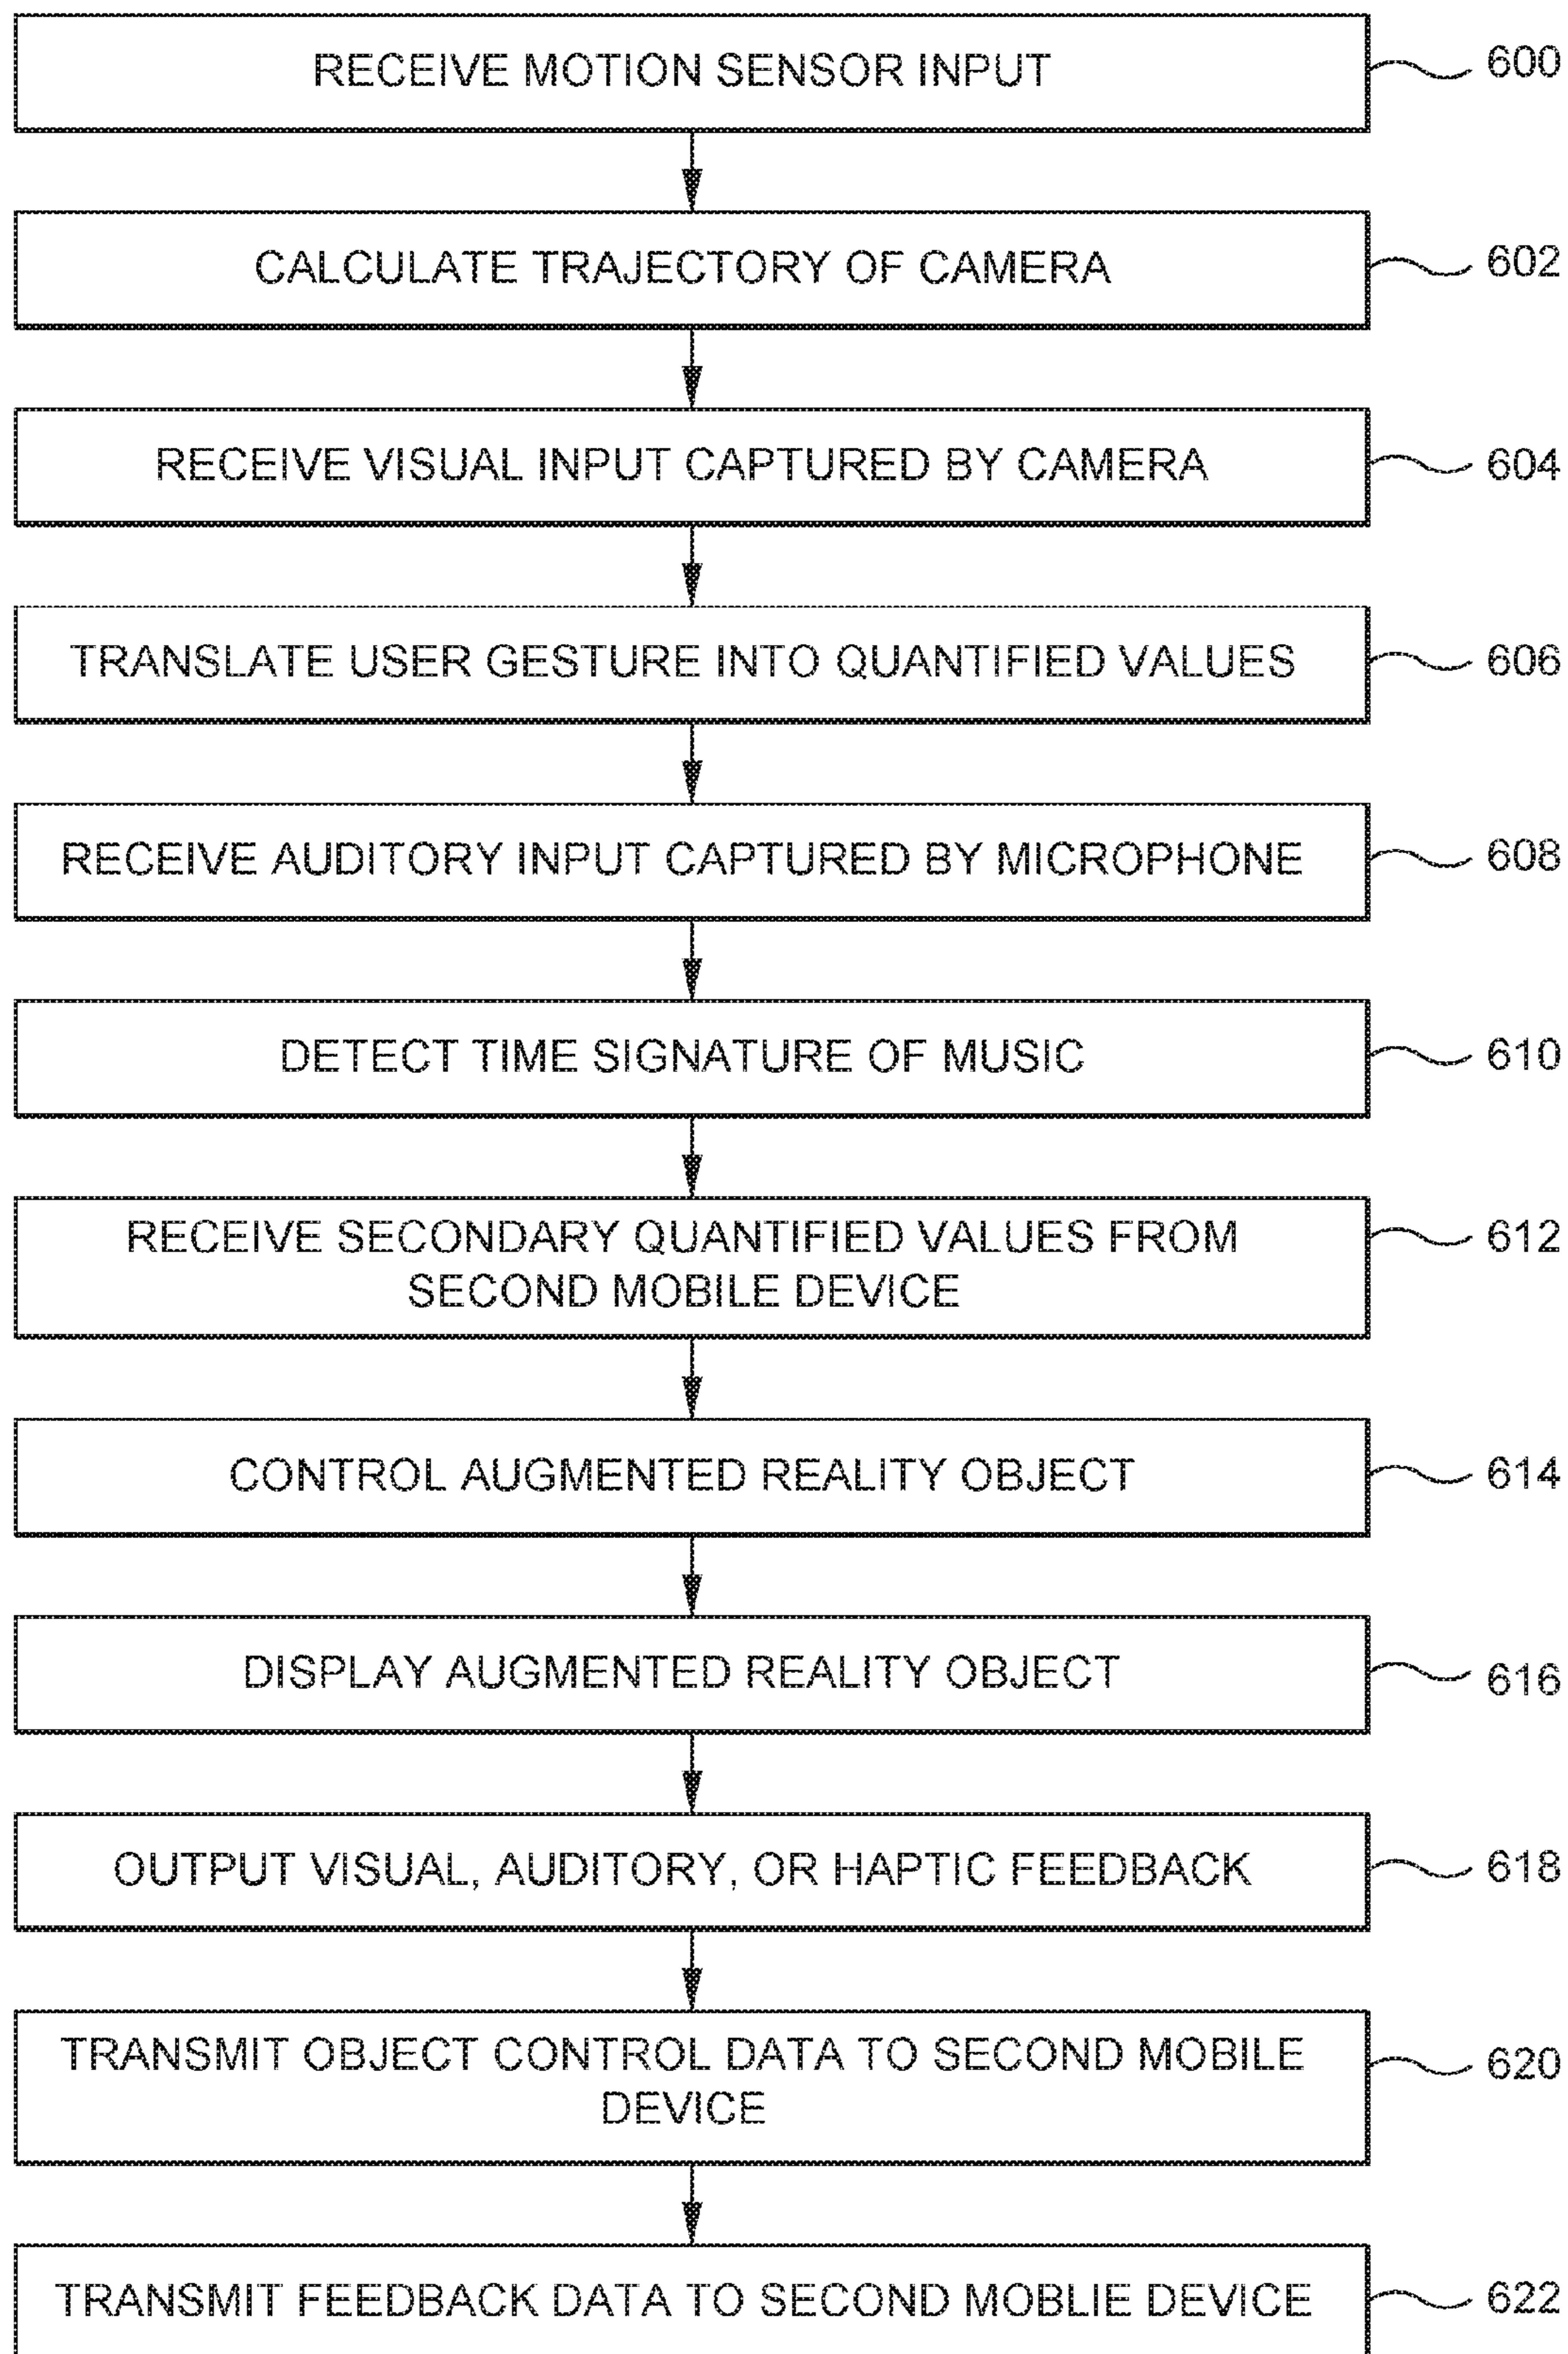 RECEIVE MOTION SENSOR INPUT
600
CALCULATE TRAJECTORY OF CAMERA
602
RECEIVE VISUAL INPUT CAPTURED BY CAMERA
604
TRANSLATE USER GESTURE INTO QUANTIFIED VALUES
606
RECEIVE AUDITORY INPUT CAPTURED BY MICROPHONE
608
DETECT TIME SIGNATURE OF MUSIC
610
RECEIVE SECONDARY QUANTIFIED VALUES FROM
SECOND MOBILE DEVICE
612
CONTROL AUGMENTED REALITY OBJECT
614
DISPLAY AUGMENTED REALITY OBJECT
616
OUTPUT VISUAL, AUDITORY, OR HAPTIC FEEDBACK
618
TRANSMIT OBJECT CONTROL DATA TO SECOND MOBILE
DEVICE
620
TRANSMIT FEEDBACK DATA TO SECOND MOBLIE DEVICE
622